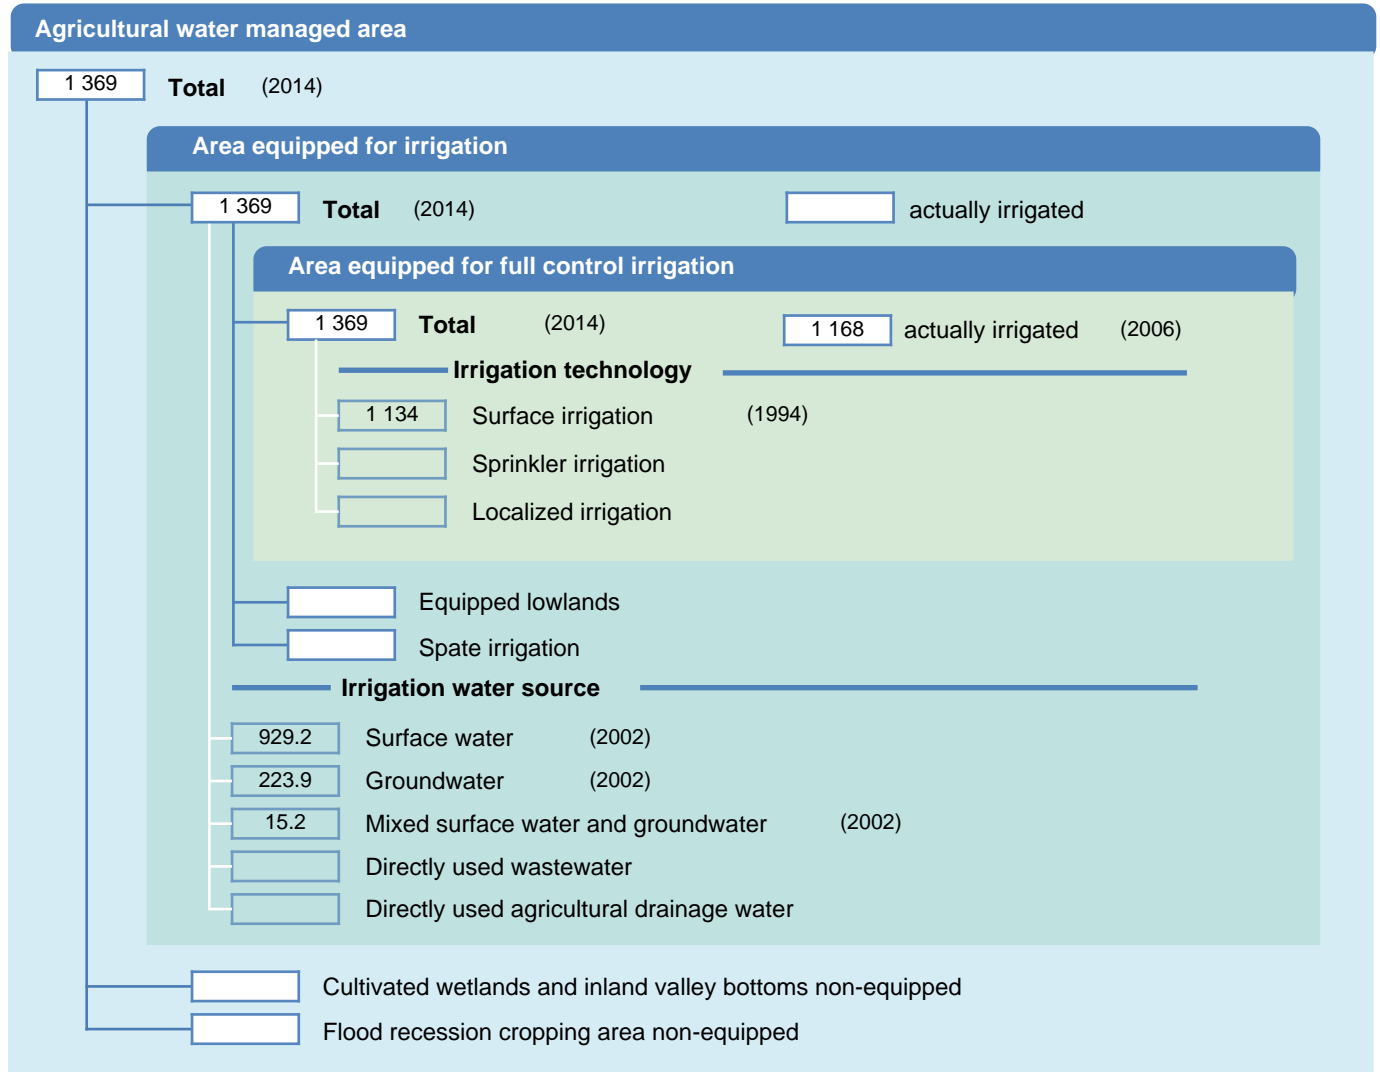 Agricultural water managed area
1 369 Total (2014)
Area equipped for irrigation
1 369 Total (2014) actually irrigated
Area equipped for full control irrigation
1 369 Total (2014) 1 168 actually irrigated (2006)
Irrigation technology
1 134 Surface irrigation (1994)
Sprinkler irrigation
Localized irrigation
Equipped lowlands
Spate irrigation
Irrigation water source
929.2 Surface water (2002)
223.9 Groundwater (2002)
15.2 Mixed surface water and groundwater (2002)
Directly used wastewater
Directly used agricultural drainage water
Cultivated wetlands and inland valley bottoms non-equipped
Flood recession cropping area non-equipped